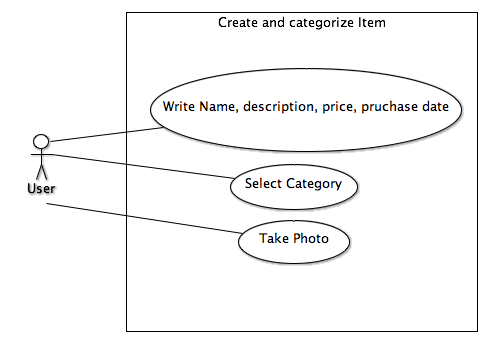 Create and categorize Item
Write Name, description, price, pruchase date
User
Select Category
Take Photo